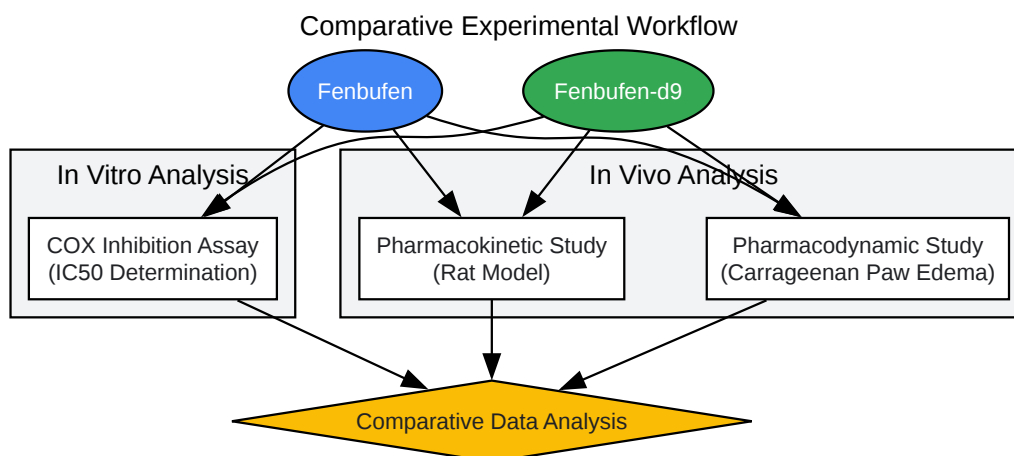 Comparative Experimental Workflow
Fenbufen
Fenbufen-d9
In Vitro Analysis
In Vivo Analysis
COX Inhibition Assay
(IC50 Determination)
Pharmacokinetic Study
(Rat Model)
Pharmacodynamic Study
(Carrageenan Paw Edema)
Comparative Data Analysis